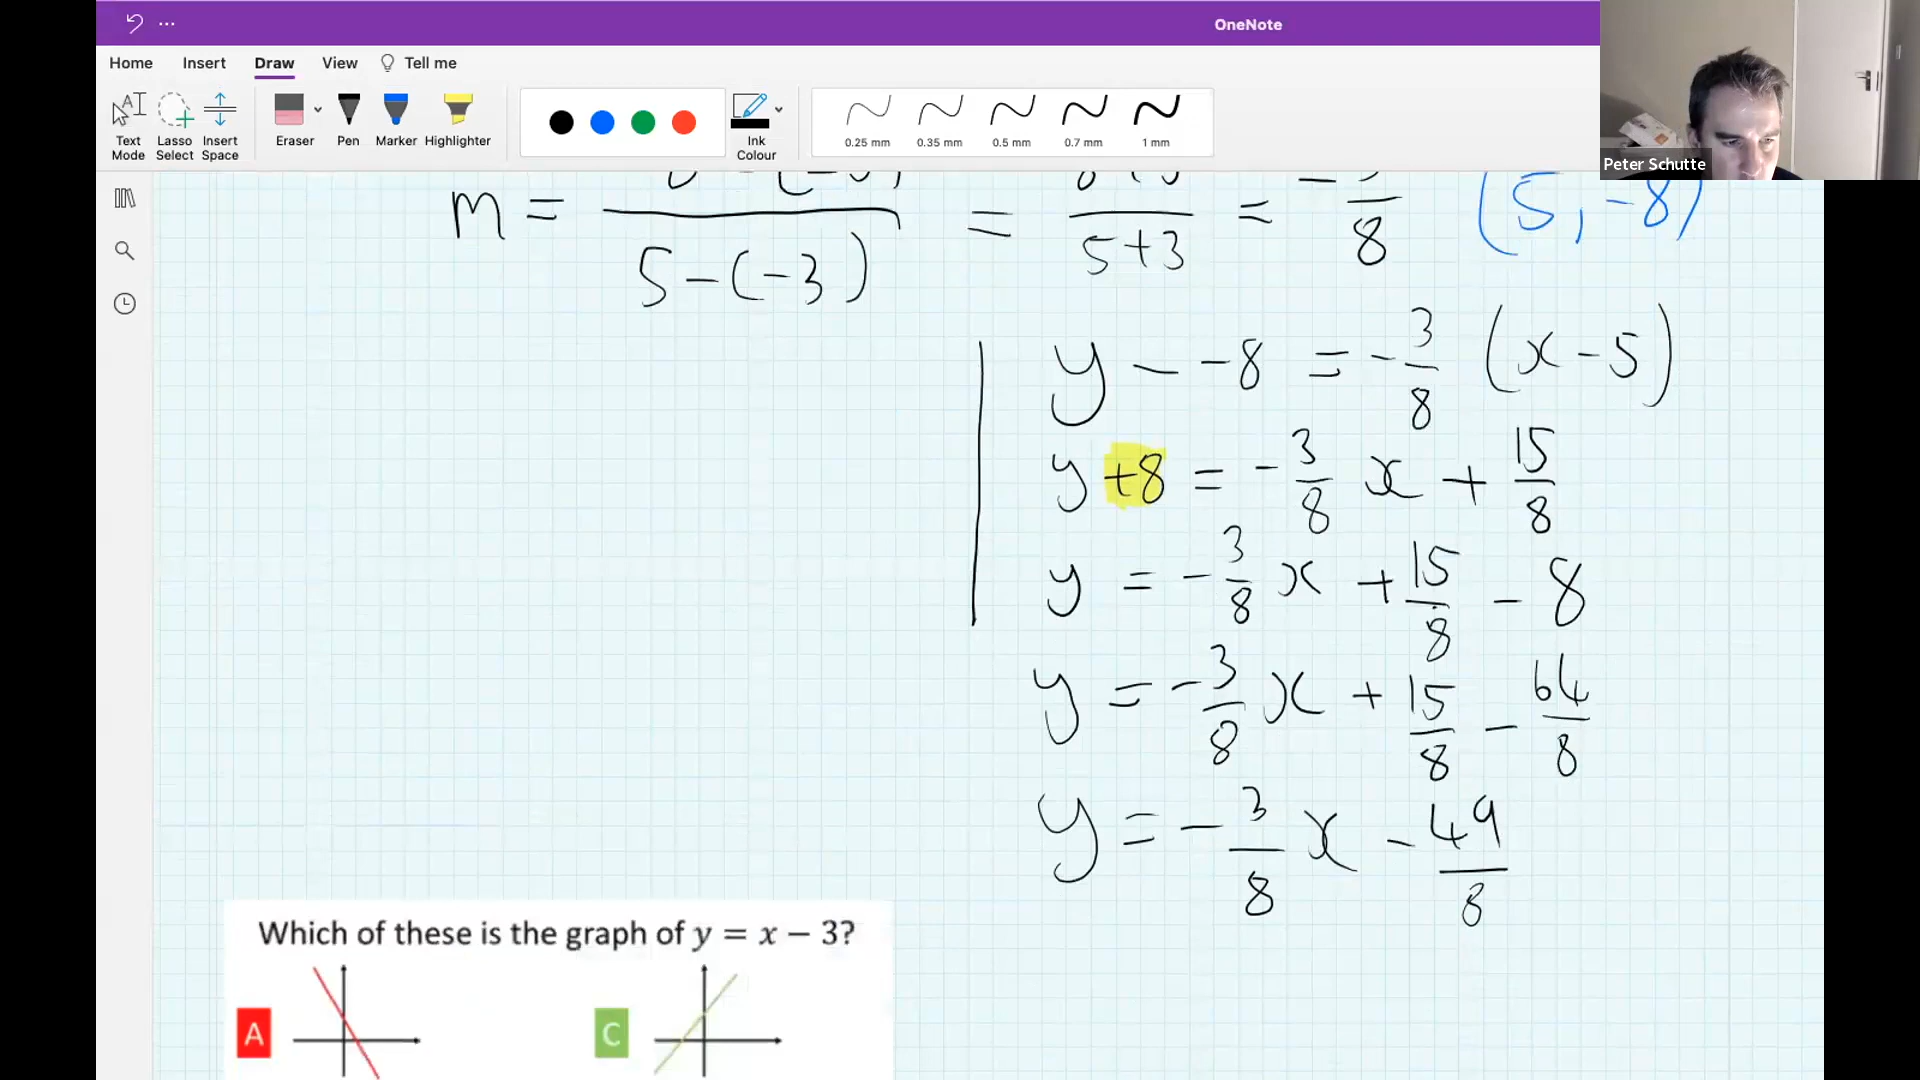 OneNote
Home Insert Draw View Tell me
Text Mode Lasso Select Insert Space Eraser Pen Marker Highlighter Ink Colour 0.25 mm 0.35 mm 0.5 mm 0.7 mm 1 mm
Peter Schutte
m = / 5-(-3) = / 5+3 = - / 8 (5, -8)
y - -8 = -3/8 (x - 5)
y +8 = -3/8 x + 15/8
y = -3/8 x + 15/8 - 8
y = -3/8 x + 15/8 - 64/8
y = -3/8 x - 49/8
Which of these is the graph of y = x − 3?
A C